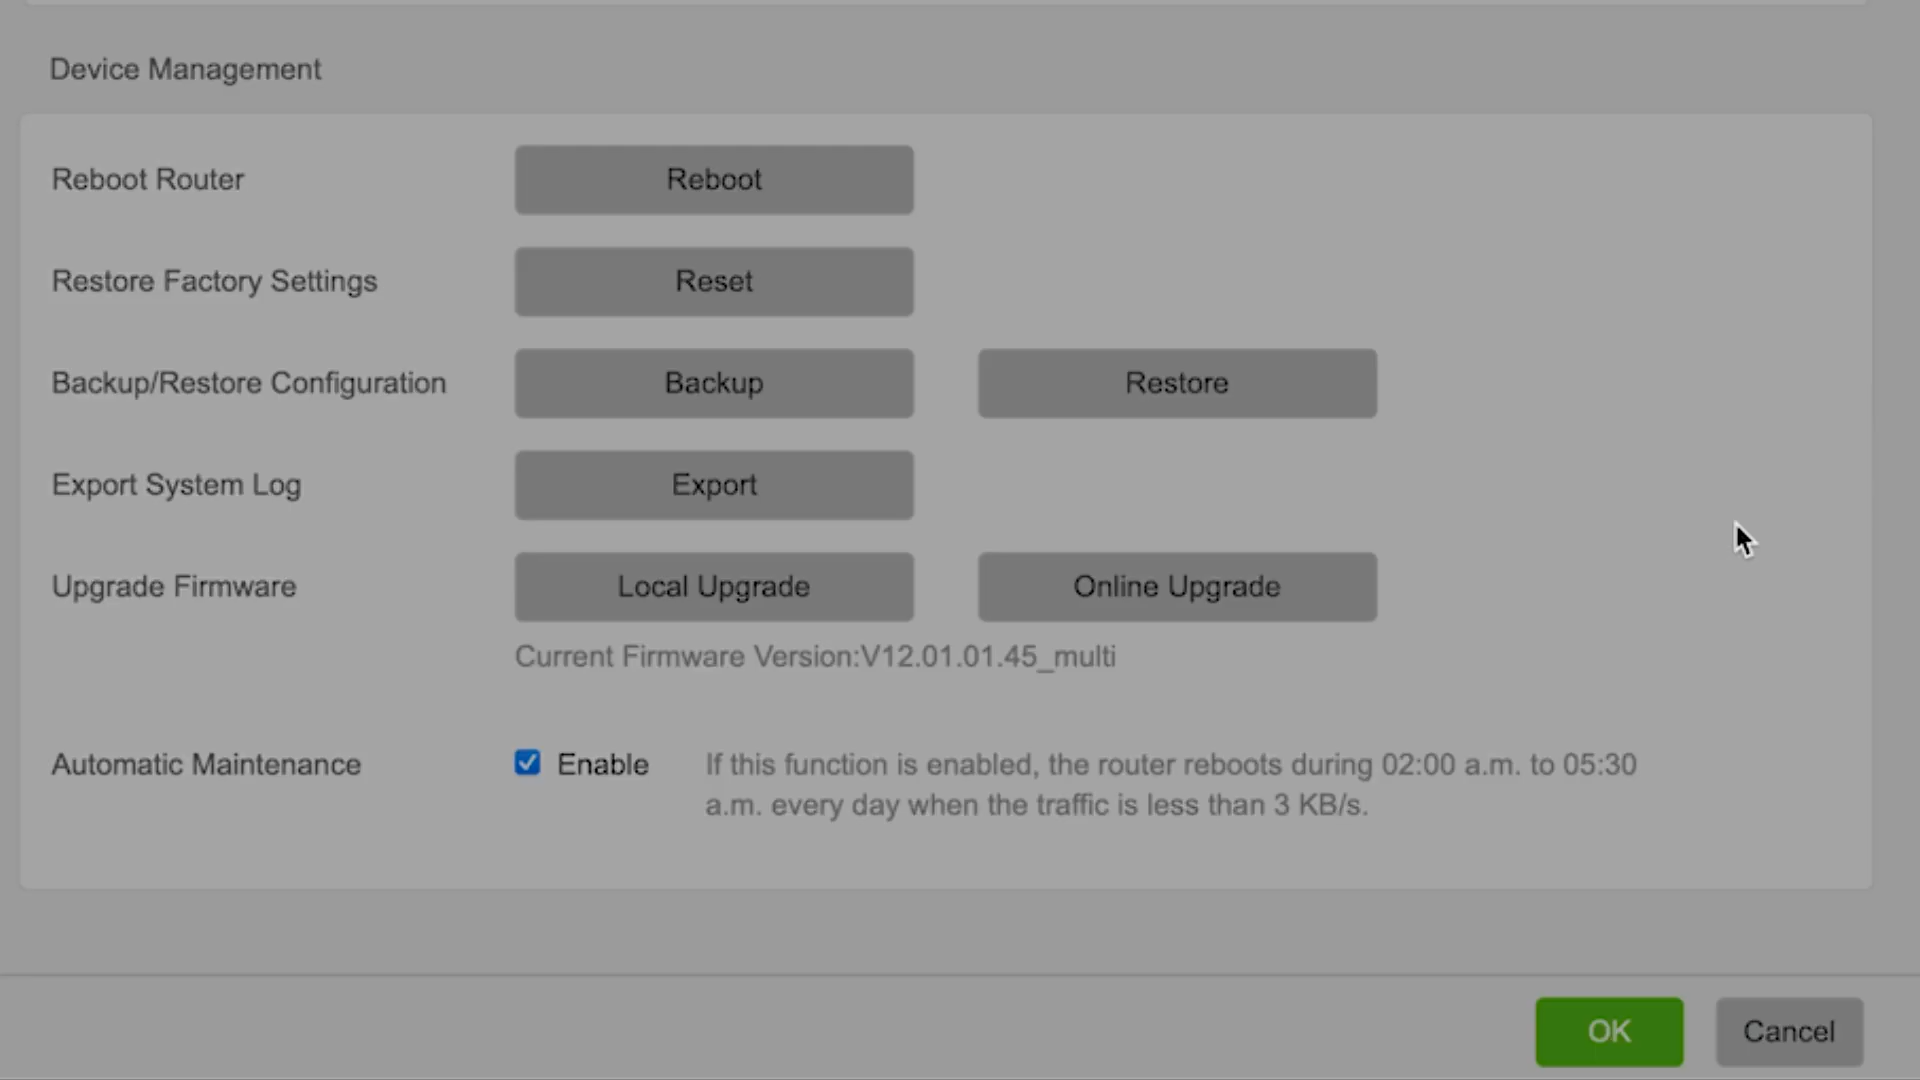 Device Management
Reboot Router
Reboot
Restore Factory Settings
Reset
Backup/Restore Configuration
Backup
Restore
Export System Log
Export
Upgrade Firmware
Local Upgrade
Online Upgrade
Current Firmware Version:V12.01.01.45_multi
Automatic Maintenance
Enable
If this function is enabled, the router reboots during 02:00 a.m. to 05:30
a.m. every day when the traffic is less than 3 KB/s.
OK
Cancel